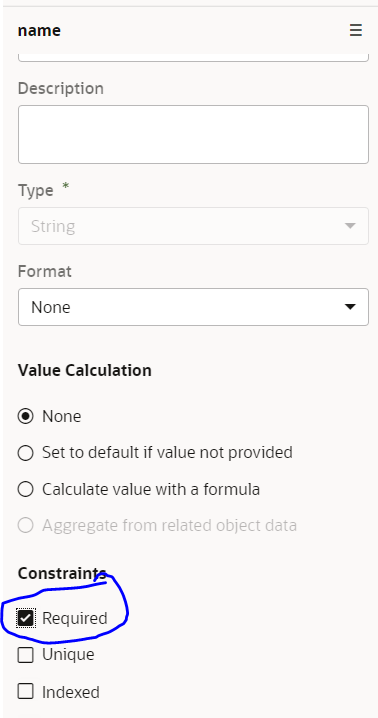 name
Description
Type *
String
Format
None
Value Calculation
None
Set to default if value not provided
Calculate value with a formula
Aggregate from related object data
Constraints
Required
Unique
Indexed